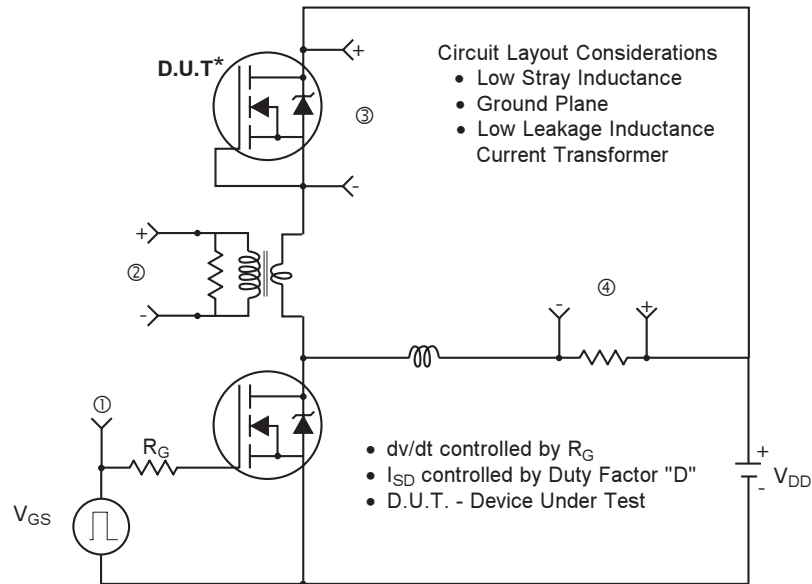 D.U.T*
+
-
③
Circuit Layout Considerations
• Low Stray Inductance
• Ground Plane
• Low Leakage Inductance
Current Transformer
+
②
-
④
-
+
①
R_G
V_GS
• dv/dt controlled by R_G
• I_SD controlled by Duty Factor "D"
• D.U.T. - Device Under Test
+
-
V_DD